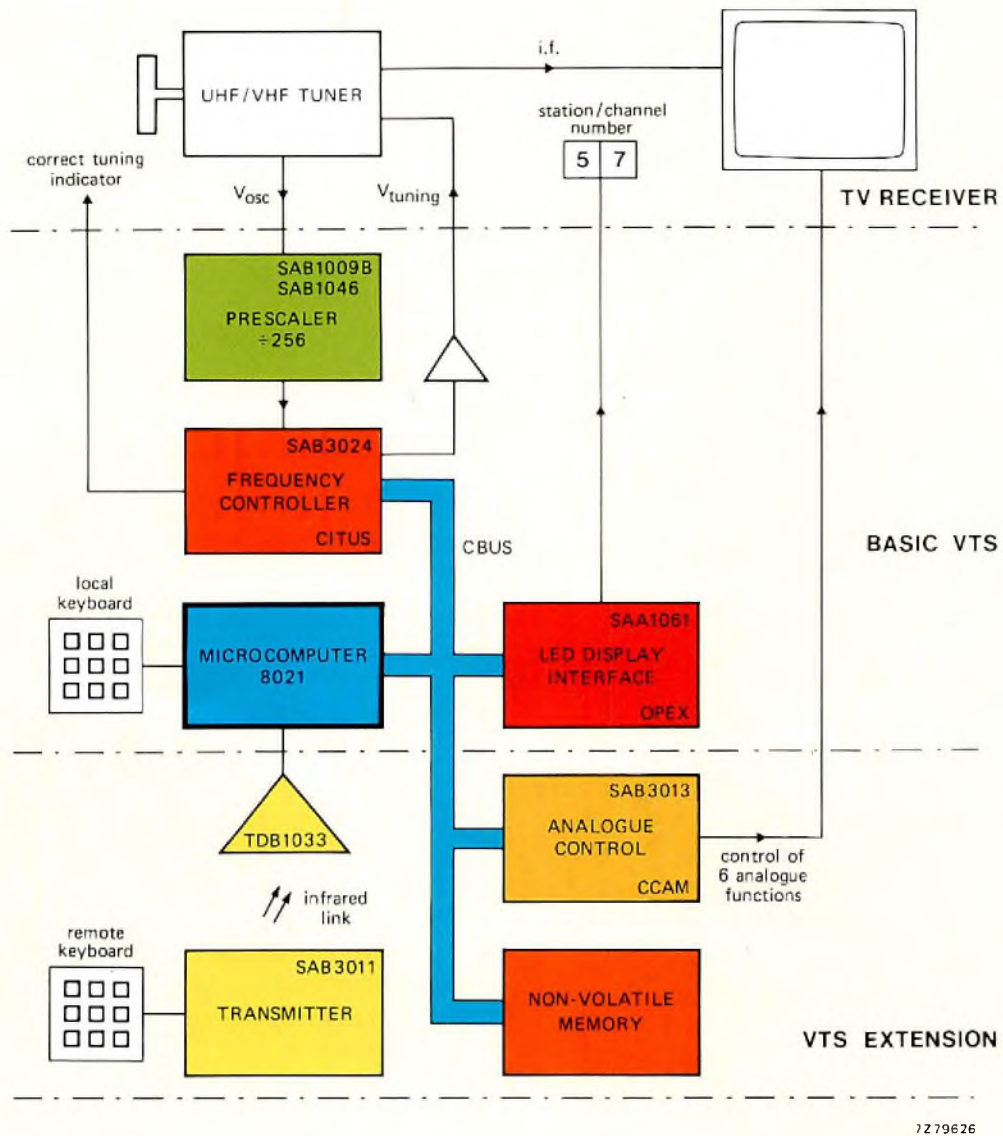 i.f.
UHF/VHF TUNER
station/channel
number
5 7
correct tuning
indicator
Vosc
Vtuning
TV RECEIVER
SAB1009B
SAB1046
PRESCALER
÷256
SAB3024
FREQUENCY
CONTROLLER
CITUS
CBUS
BASIC VTS
local
keyboard
MICROCOMPUTER
8021
SAA1061
LED DISPLAY
INTERFACE
OPEX
TDB1033
SAB3013
ANALOGUE
CONTROL
CCAM
control of
6 analogue
functions
infrared
link
remote
keyboard
SAB3011
TRANSMITTER
NON-VOLATILE
MEMORY
VTS EXTENSION
7Z79626